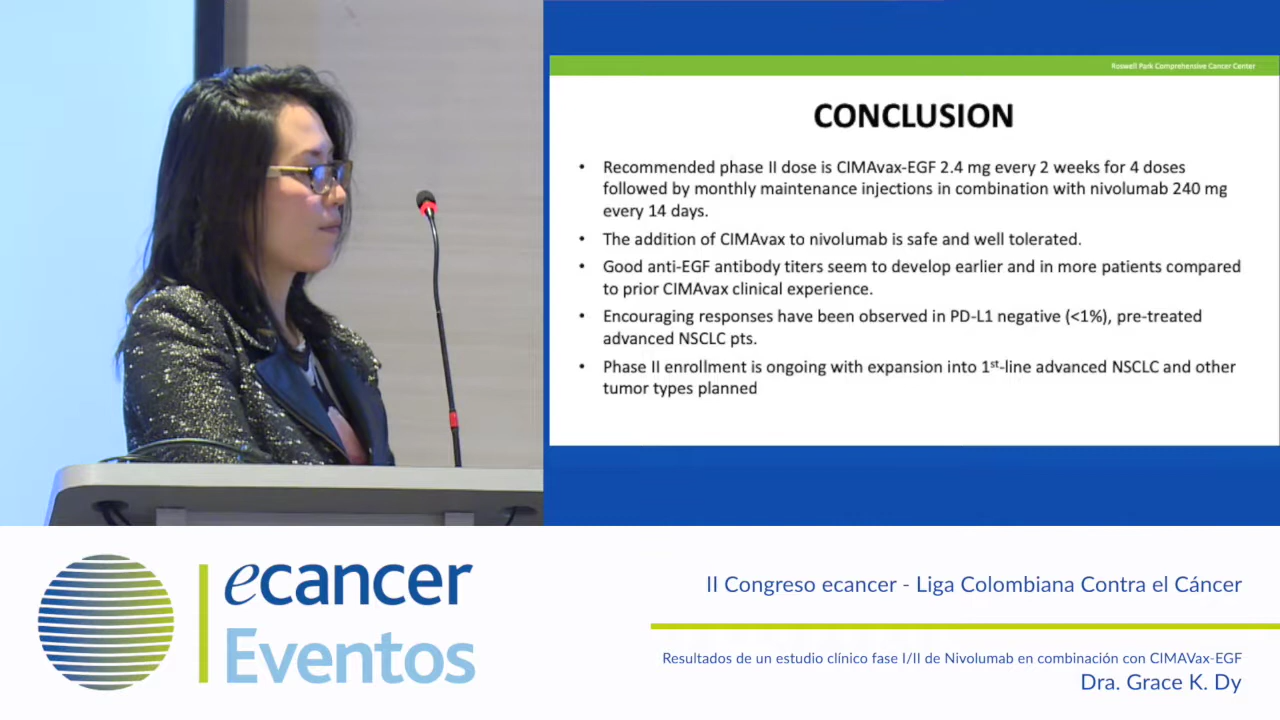 Roswell Park Comprehensive Cancer Center
CONCLUSION
• Recommended phase II dose is CIMAvax-EGF 2.4 mg every 2 weeks for 4 doses
followed by monthly maintenance injections in combination with nivolumab 240 mg
every 14 days.
• The addition of CIMAvax to nivolumab is safe and well tolerated.
• Good anti-EGF antibody titers seem to develop earlier and in more patients compared
to prior CIMAvax clinical experience.
• Encouraging responses have been observed in PD-L1 negative (<1%), pre-treated
advanced NSCLC pts.
• Phase II enrollment is ongoing with expansion into 1st-line advanced NSCLC and other
tumor types planned
ecancer
Eventos
II Congreso ecancer - Liga Colombiana Contra el Cáncer
Resultados de un estudio clínico fase I/II de Nivolumab en combinación con CIMAVax-EGF
Dra. Grace K. Dy